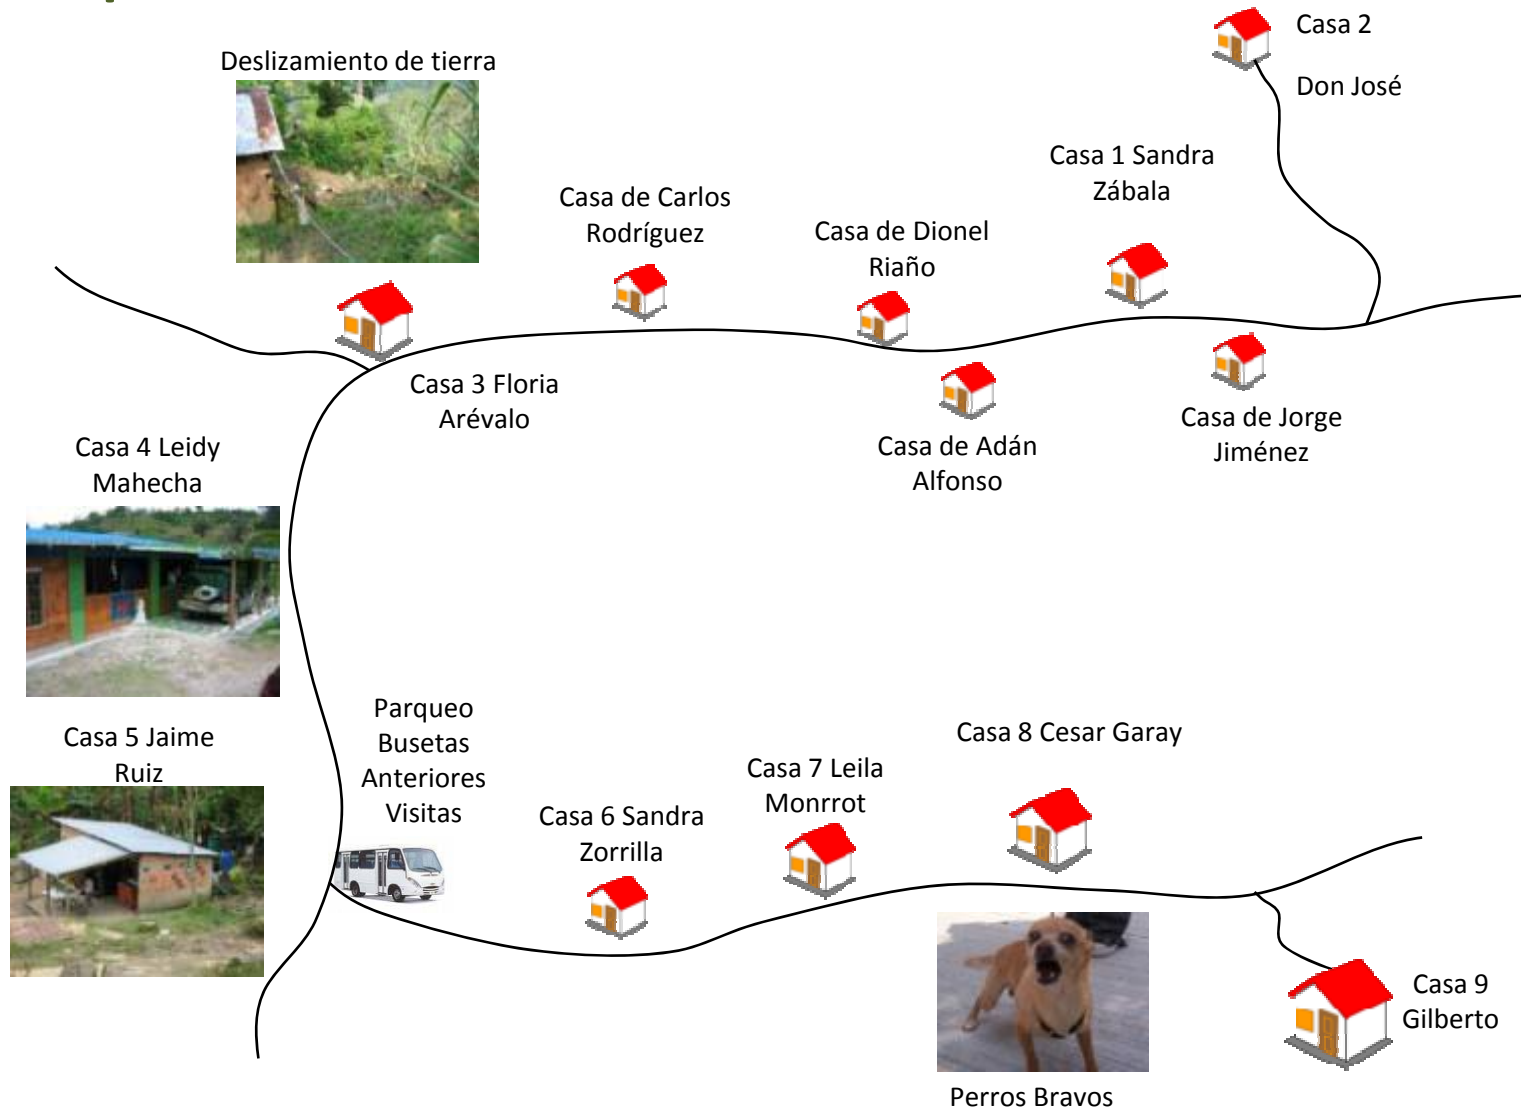 Casa 2
Don José
Deslizamiento de tierra
Casa 1 Sandra
Zábala
Casa de Carlos
Rodríguez
Casa de Dionel
Riaño
Casa 3 Floria
Arévalo
Casa de Adán
Alfonso
Casa de Jorge
Jiménez
Casa 4 Leidy
Mahecha
Casa 5 Jaime
Ruiz
Parqueo
Busetas
Anteriores
Visitas
Casa 6 Sandra
Zorrilla
Casa 7 Leila
Monrrot
Casa 8 Cesar Garay
Casa 9
Gilberto
Perros Bravos